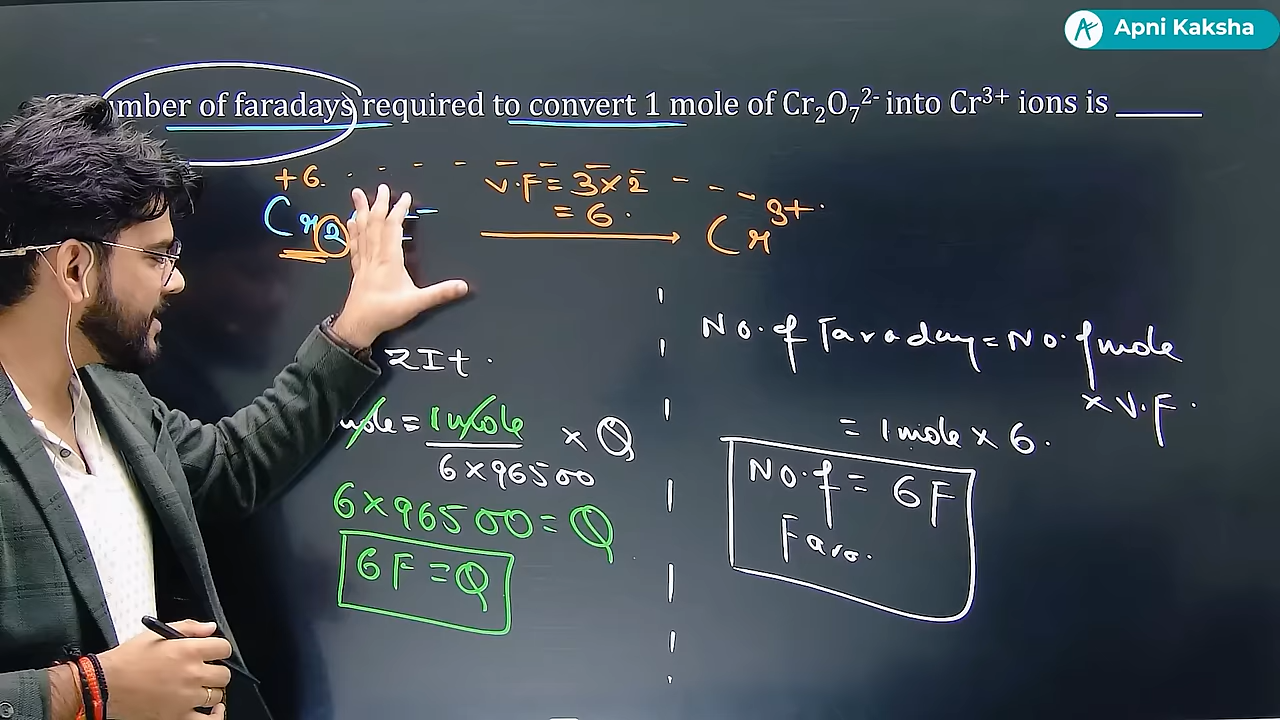 Apni Kaksha
umber of faradays required to convert 1 mole of Cr₂O₇²⁻ into Cr³⁺ ions is ______
+6
V.F = 3×2
= 6.
Cr₂
Cr³⁺
ZIt.
mole = 1 mole / 6×96500 × Q
6×96500 = Q
6F = Q
No. of Faraday = No. of mole
× V.F.
= 1 mole × 6.
No. of = 6F
Fara.